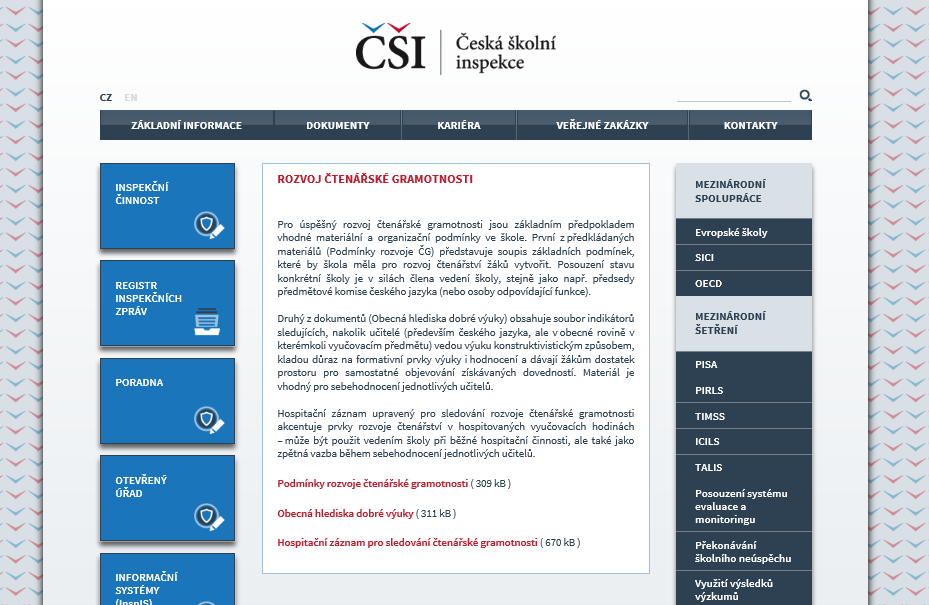 ČŠI
Česká školní
inspekce
CZ EN
ZÁKLADNÍ INFORMACE
DOKUMENTY
KARIÉRA
VEŘEJNÉ ZAKÁZKY
KONTAKTY
INSPEKČNÍ
ČINNOST
REGISTR
INSPEKČNÍCH
ZPRÁV
PORADNA
OTEVŘENÝ
ÚŘAD
INFORMAČNÍ
SYSTÉMY
(InspIS)
ROZVOJ ČTENÁŘSKÉ GRAMOTNOSTI
Pro úspěšný rozvoj čtenářské gramotnosti jsou základním předpokladem
vhodné materiální a organizační podmínky ve škole. První z předkládaných
materiálů (Podmínky rozvoje ČG) představuje soupis základních podmínek,
které by škola měla pro rozvoj čtenářství žáků vytvořit. Posouzení stavu
konkrétní školy je v silách člena vedení školy, stejně jako např. předsedy
předmětové komise českého jazyka (nebo osoby odpovídající funkce).
Druhý z dokumentů (Obecná hlediska dobré výuky) obsahuje soubor indikátorů
sledujících, nakolik učitelé (především českého jazyka, ale v obecné rovině v
kterémkoli vyučovacím předmětu) vedou výuku konstruktivistickým způsobem,
kladou důraz na formativní prvky výuky i hodnocení a dávají žákům dostatek
prostoru pro samostatné objevování získávaných dovedností. Materiál je
vhodný pro sebehodnocení jednotlivých učitelů.
Hospitační záznam upravený pro sledování rozvoje čtenářské gramotnosti
akcentuje prvky rozvoje čtenářství v hospitovaných vyučovacích hodinách
– může být použit vedením školy při běžné hospitační činnosti, ale také jako
zpětná vazba během sebehodnocení jednotlivých učitelů.
Podmínky rozvoje čtenářské gramotnosti ( 309 kB )
Obecná hlediska dobré výuky ( 311 kB )
Hospitační záznam pro sledování čtenářské gramotnosti ( 670 kB )
MEZINÁRODNÍ
SPOLUPRÁCE
Evropské školy
SICI
OECD
MEZINÁRODNÍ
ŠETŘENÍ
PISA
PIRLS
TIMSS
ICILS
TALIS
Posouzení systému
evaluace a
monitoringu
Překonávání
školního neúspěchu
Využití výsledků
výzkumů